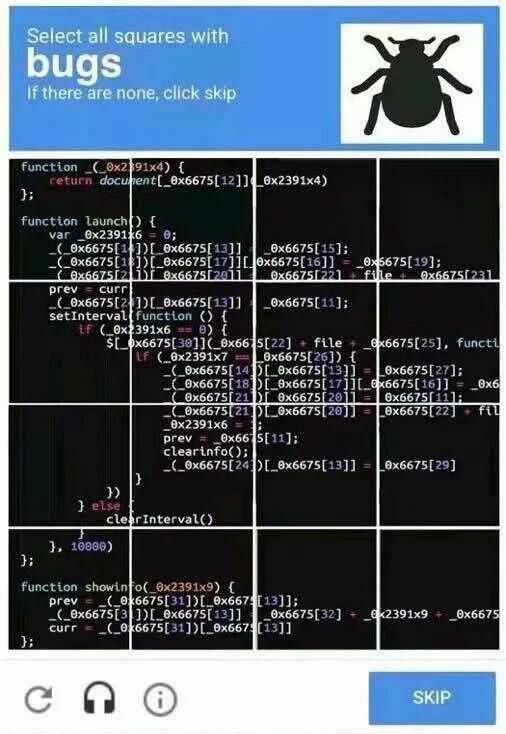 Select all squares with
bugs
If there are none, click skip
function _(_0x2391x4) {
return document[_0x6675[12]](_0x2391x4)
};
function launch() {
var _0x2391x6 = 0;
_(_0x6675[14])[_0x6675[13]] = _0x6675[15];
_(_0x6675[18])[_0x6675[17]][_0x6675[16]] = _0x6675[19];
_(_0x6675[21])[_0x6675[20]] = _0x6675[22] + file + _0x6675[23]
prev = curr;
_(_0x6675[24])[_0x6675[13]] = _0x6675[11];
setInterval(function () {
if (_0x2391x6 == 0) {
$[_0x6675[30]](_0x6675[22] + file + _0x6675[25], functi
if (_0x2391x7 == _0x6675[26]) {
_(_0x6675[14])[_0x6675[13]] = _0x6675[27];
_(_0x6675[18])[_0x6675[17]][_0x6675[16]] = _0x6
_(_0x6675[21])[_0x6675[20]] = _0x6675[11];
_(_0x6675[21])[_0x6675[20]] = _0x6675[22] + fil
_0x2391x6 =
prev = _0x6675[11];
clearinfo();
_(_0x6675[24])[_0x6675[13]] = _0x6675[29]
}
})
} else {
clearInterval()
}
}, 10000)
};
function showinfo(_0x2391x9) {
prev = _(_0x6675[31])[_0x6675[13]];
_(_0x6675[31])[_0x6675[13]] = _0x6675[32] + _0x2391x9 + _0x6675
curr = _(_0x6675[31])[_0x6675[13]]
};
SKIP